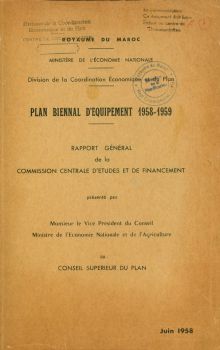 ROYAUME DU MAROC
MINISTÈRE DE L'ÉCONOMIE NATIONALE
Division de la Coordination Economique et du Plan
PLAN BIENNAL D'EQUIPEMENT 1958-1959
RAPPORT GÉNÉRAL
de la
COMMISSION CENTRALE D'ETUDES ET DE FINANCEMENT
présenté par
Monsieur le Vice Président du Conseil
Ministre de l'Economie Nationale et de l'Agriculture
au
CONSEIL SUPERIEUR DU PLAN
Juin 1958